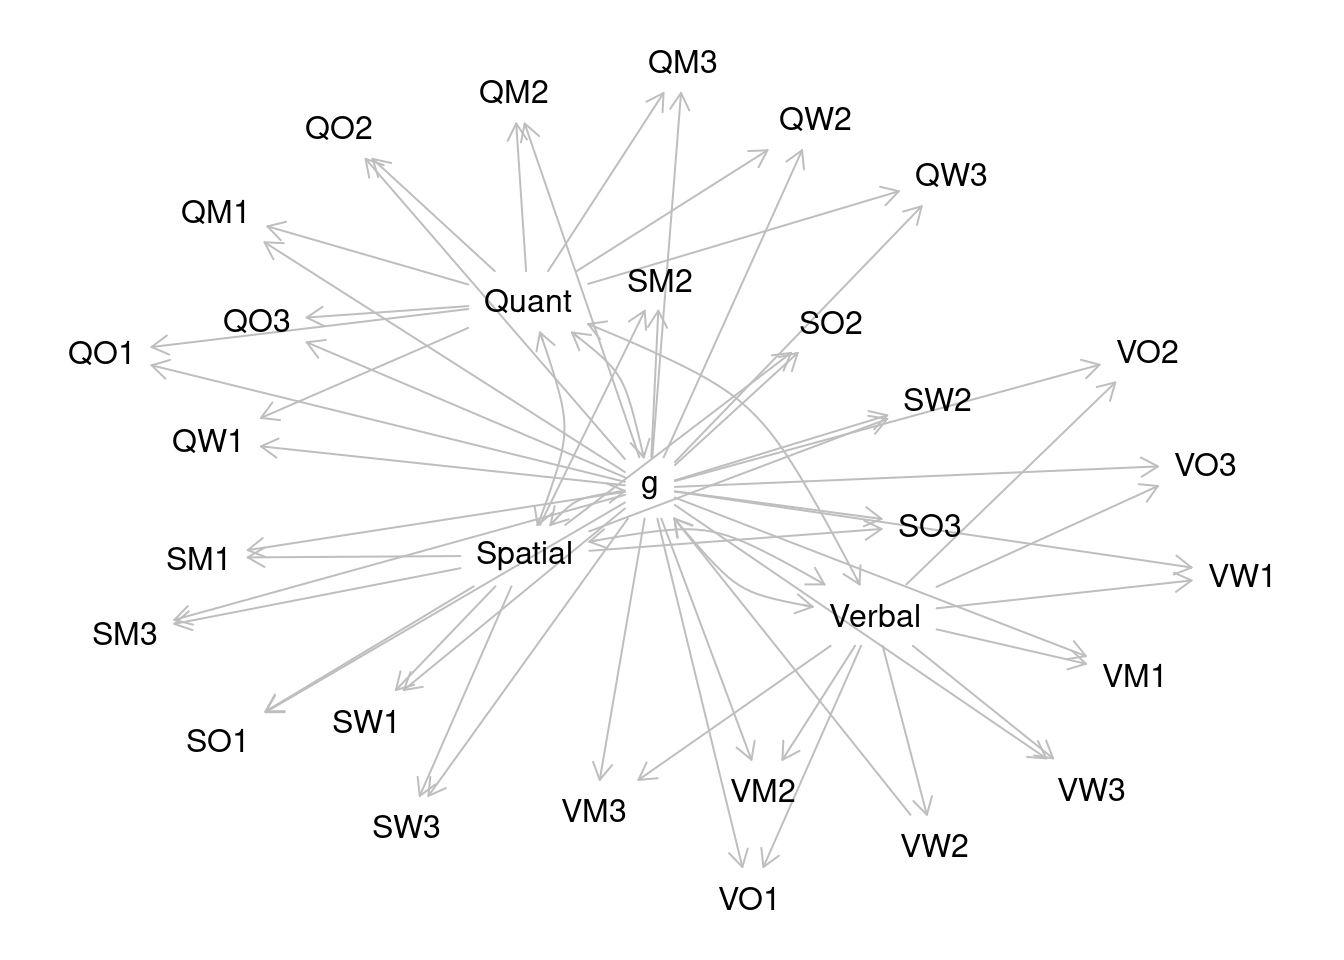 QM3
QM2
QW2
QO2
QW3
QM1
SM2
Quant
QO3
SO2
QO1
VO2
SW2
QW1
VO3
g
SO3
Spatial
SM1
VW1
Verbal
SM3
VM1
SW1
SO1
VM2
VW3
VM3
SW3
VW2
VO1